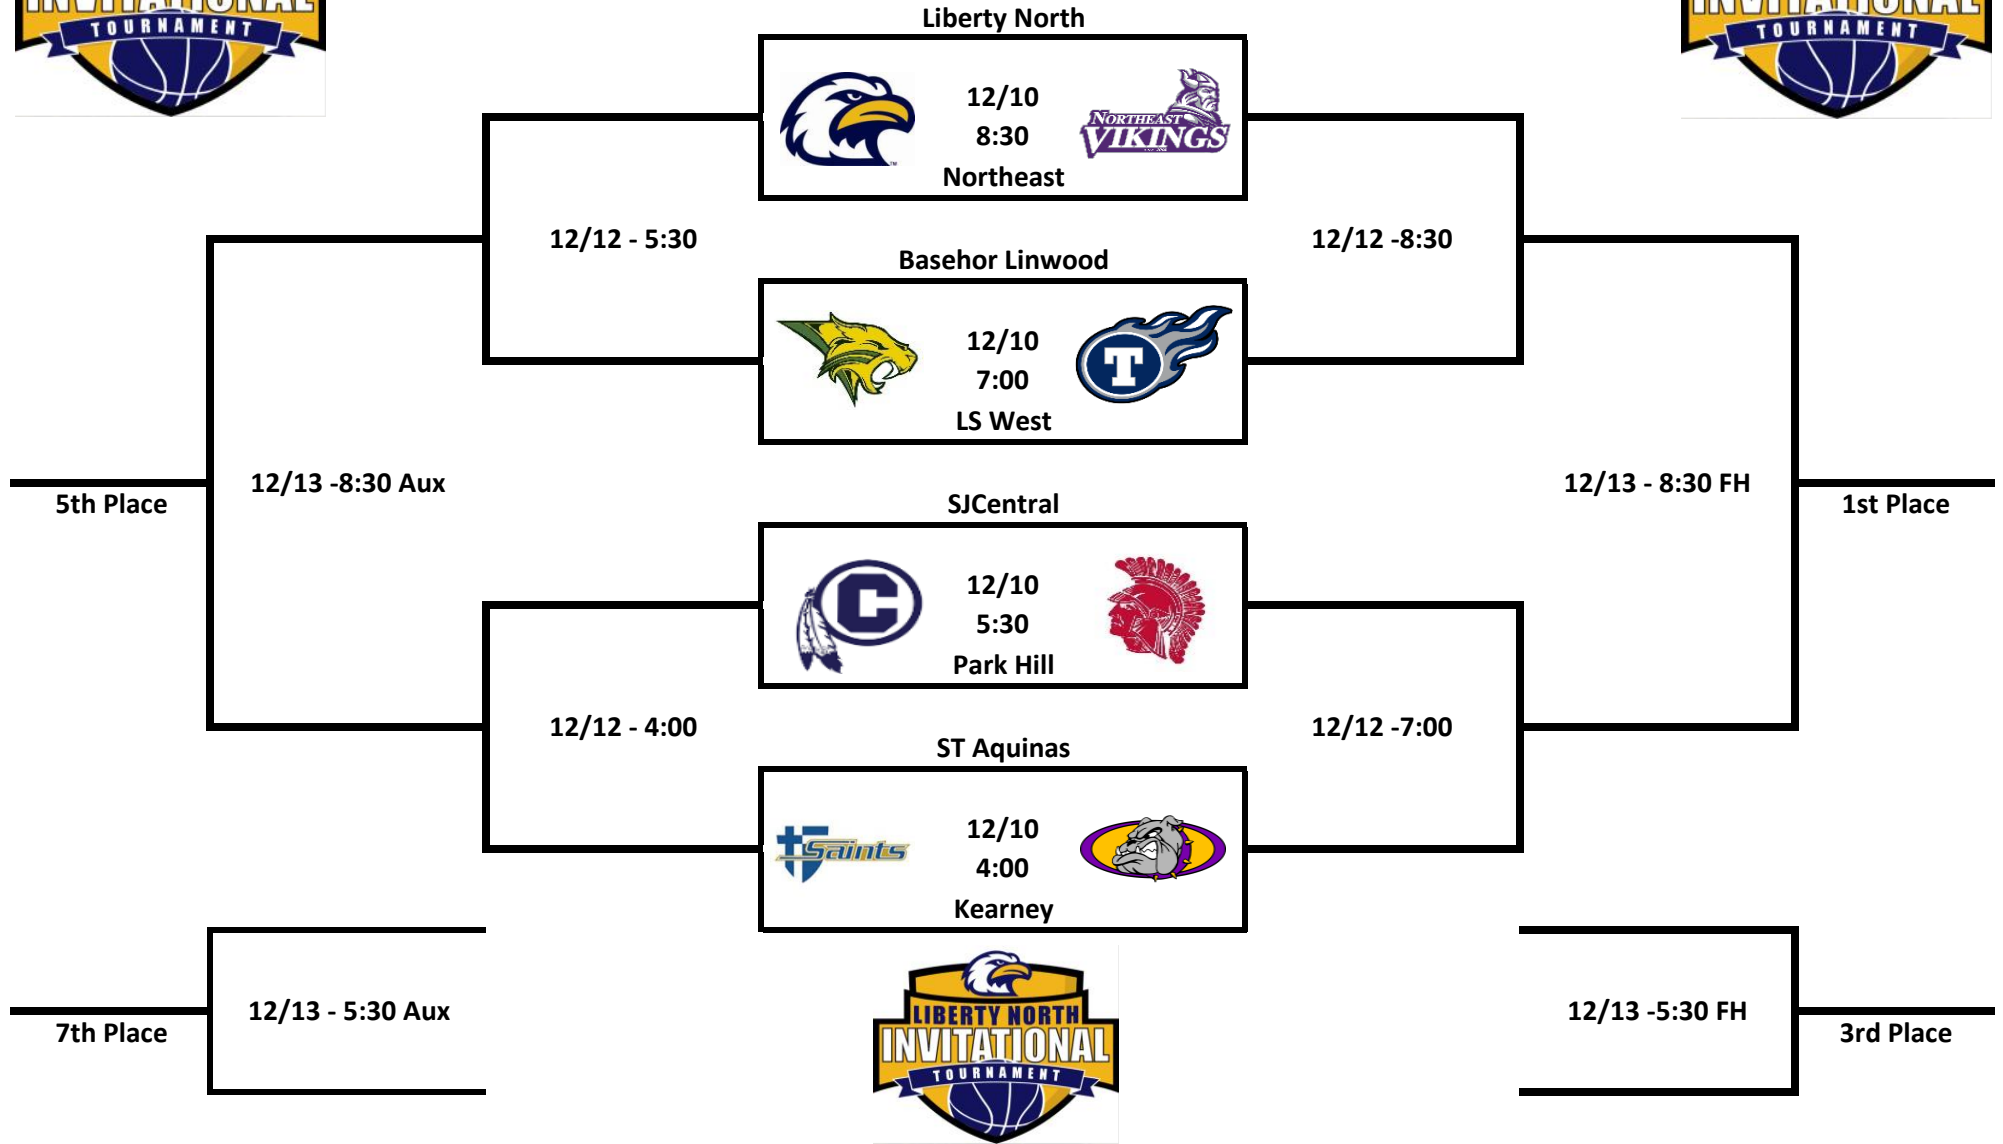 INVITATIONAL
TOURNAMENT
INVITATIONAL
TOURNAMENT
Liberty North
12/10
8:30
NORTHEAST
VIKINGS
Northeast
12/12 - 5:30
12/12 -8:30
Basehor Linwood
12/10
7:00
T
LS West
12/13 -8:30 Aux
12/13 - 8:30 FH
5th Place
1st Place
SJCentral
C
12/10
5:30
Park Hill
12/12 - 4:00
12/12 -7:00
ST Aquinas
Saints
12/10
4:00
Kearney
12/13 - 5:30 Aux
12/13 -5:30 FH
7th Place
3rd Place
LIBERTY NORTH
INVITATIONAL
TOURNAMENT